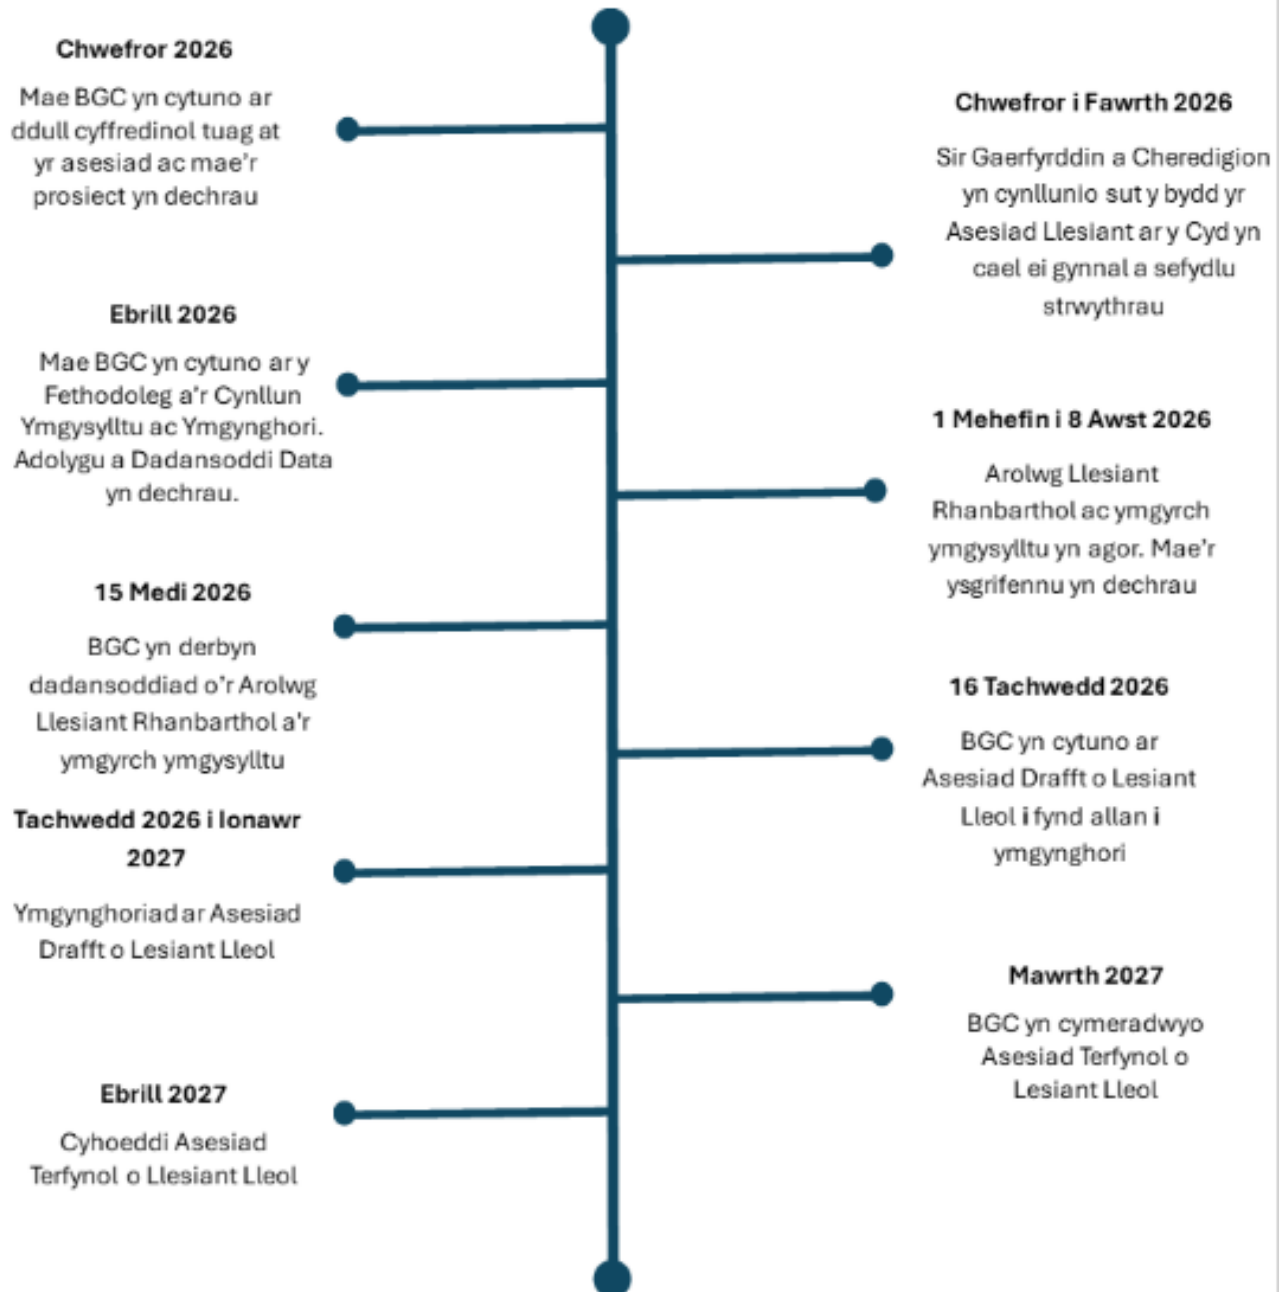 Chwefror 2026
Mae BGC yn cytuno ar
ddull cyffredinol tuag at
yr asesiad ac mae'r
prosiect yn dechrau
Chwefror i Fawrth 2026
Sir Gaerfyrddin a Cheredigion
yn cynllunio sut y bydd yr
Asesiad Llesiant ar y Cyd yn
cael ei gynnal a sefydlu
strwythrau
Ebrill 2026
Mae BGC yn cytuno ar y
Fethodoleg a'r Cynllun
Ymgysylltu ac Ymgynghori.
Adolygu a Dadansoddi Data
yn dechrau.
1 Mehefin i 8 Awst 2026
Arolwg Llesiant
Rhanbarthol ac ymgyrch
ymgysylltu yn agor. Mae'r
ysgrifennu yn dechrau
15 Medi 2026
BGC yn derbyn
dadansoddiad o'r Arolwg
Llesiant Rhanbarthol a'r
ymgyrch ymgysylltu
16 Tachwedd 2026
BGC yn cytuno ar
Asesiad Drafft o Lesiant
Lleol i fynd allan i
ymgynghori
Tachwedd 2026 i Ionawr
2027
Ymgynghoriad ar Asesiad
Drafft o Lesiant Lleol
Mawrth 2027
BGC yn cymeradwyo
Asesiad Terfynol o
Lesiant Lleol
Ebrill 2027
Cyhoeddi Asesiad
Terfynol o Llesiant Lleol